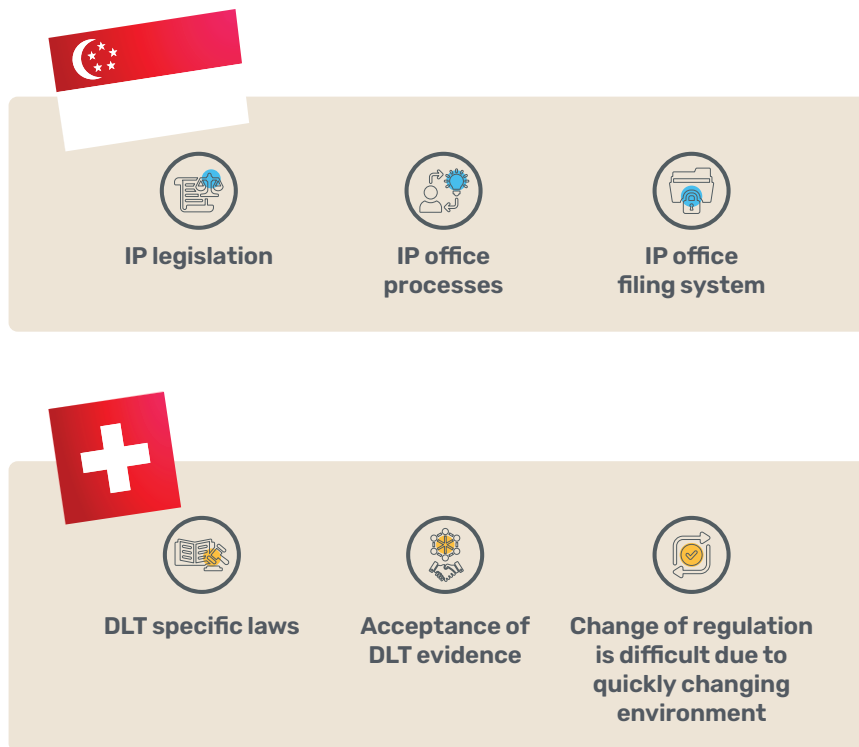 IP legislation
IP office
processes
IP office
filing system
DLT specific laws
Acceptance of
DLT evidence
Change of regulation
is difficult due to
quickly changing
environment